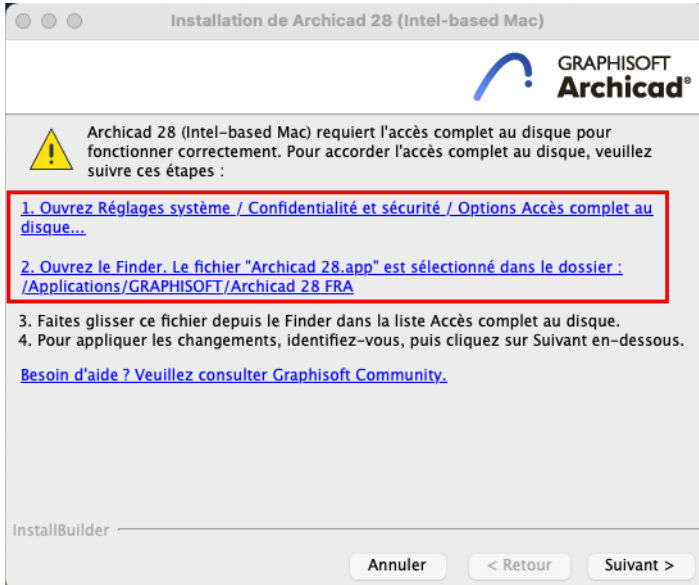 Installation de Archicad 28 (Intel-based Mac)
GRAPHISOFT
Archicad®
Archicad 28 (Intel-based Mac) requiert l'accès complet au disque pour
fonctionner correctement. Pour accorder l'accès complet au disque, veuillez
suivre ces étapes :
1. Ouvrez Réglages système / Confidentialité et sécurité / Options Accès complet au
disque...
2. Ouvrez le Finder. Le fichier "Archicad 28.app" est sélectionné dans le dossier :
/Applications/GRAPHISOFT/Archicad 28 FRA
3. Faites glisser ce fichier depuis le Finder dans la liste Accès complet au disque.
4. Pour appliquer les changements, identifiez-vous, puis cliquez sur Suivant en-dessous.
Besoin d'aide ? Veuillez consulter Graphisoft Community.
InstallBuilder
Annuler
< Retour
Suivant >